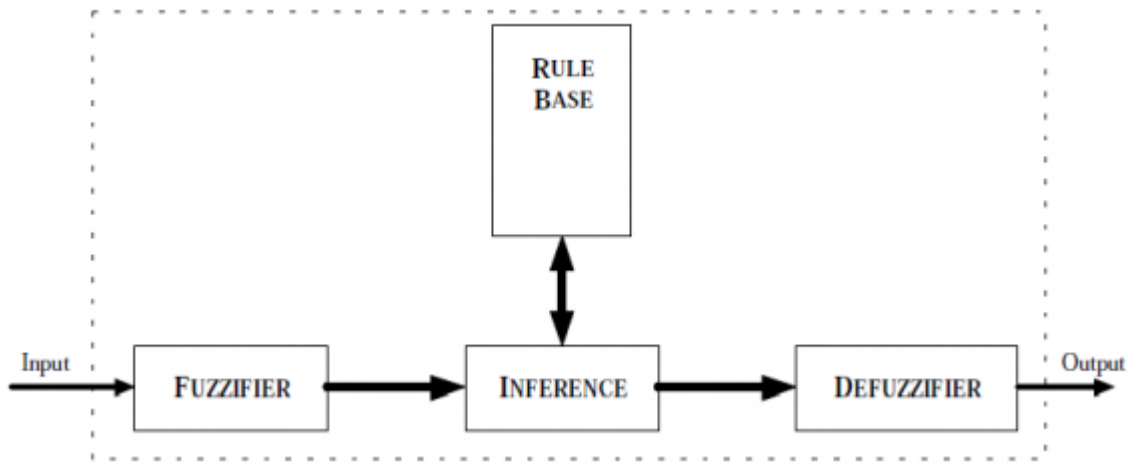 RULE
BASE
Input
FUZZIFIER
INFERENCE
DEFUZZIFIER
Output